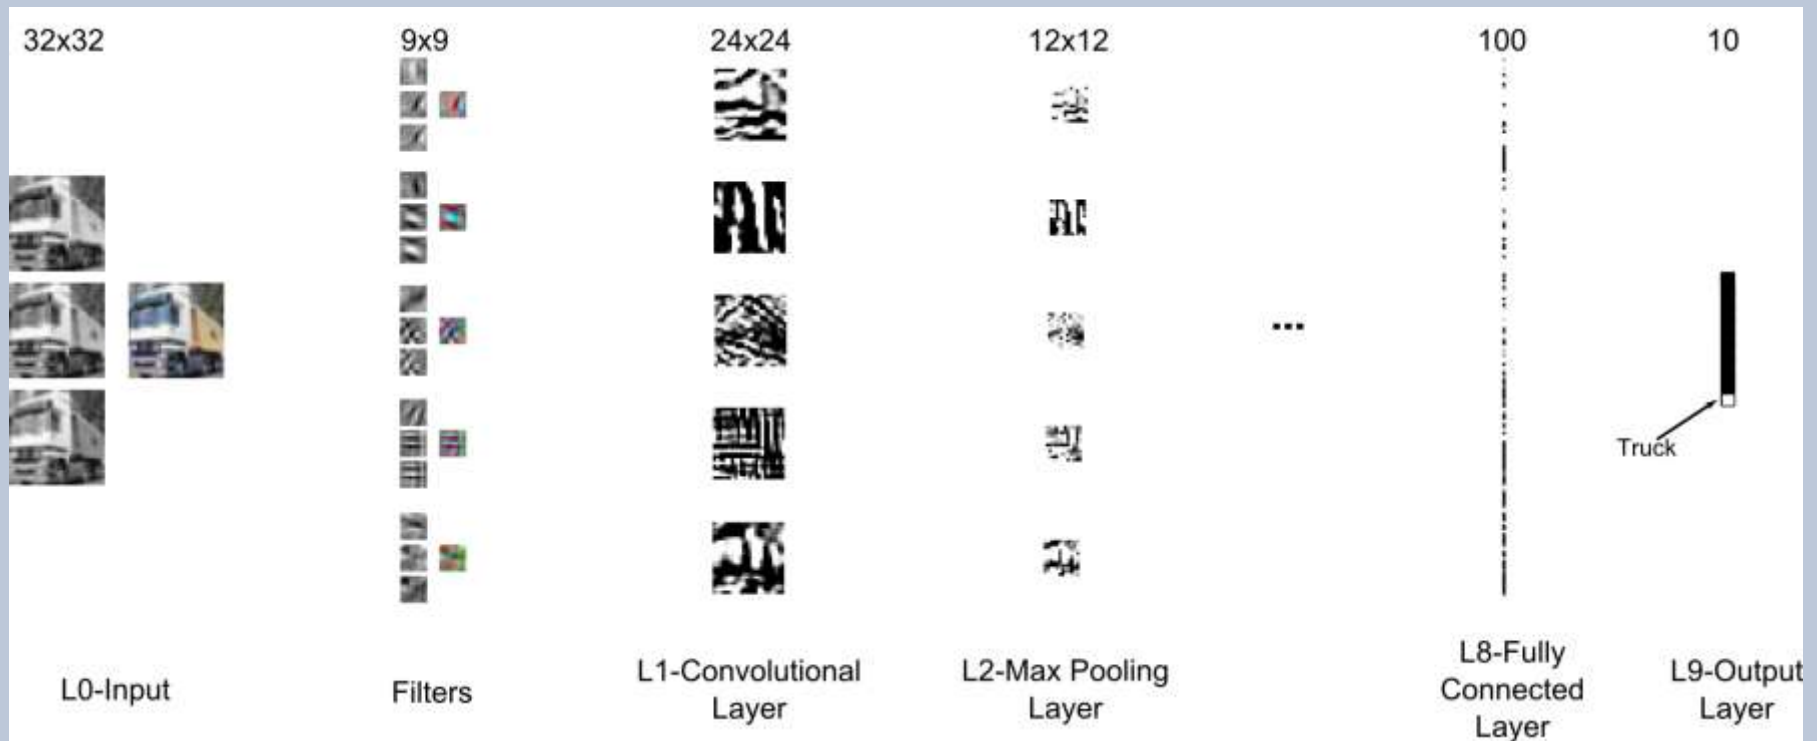 32x32
9x9
24x24
12x12
100
10
...
Truck
L0-Input
Filters
L1-Convolutional
Layer
L2-Max Pooling
Layer
L8-Fully
Connected
Layer
L9-Output
Layer